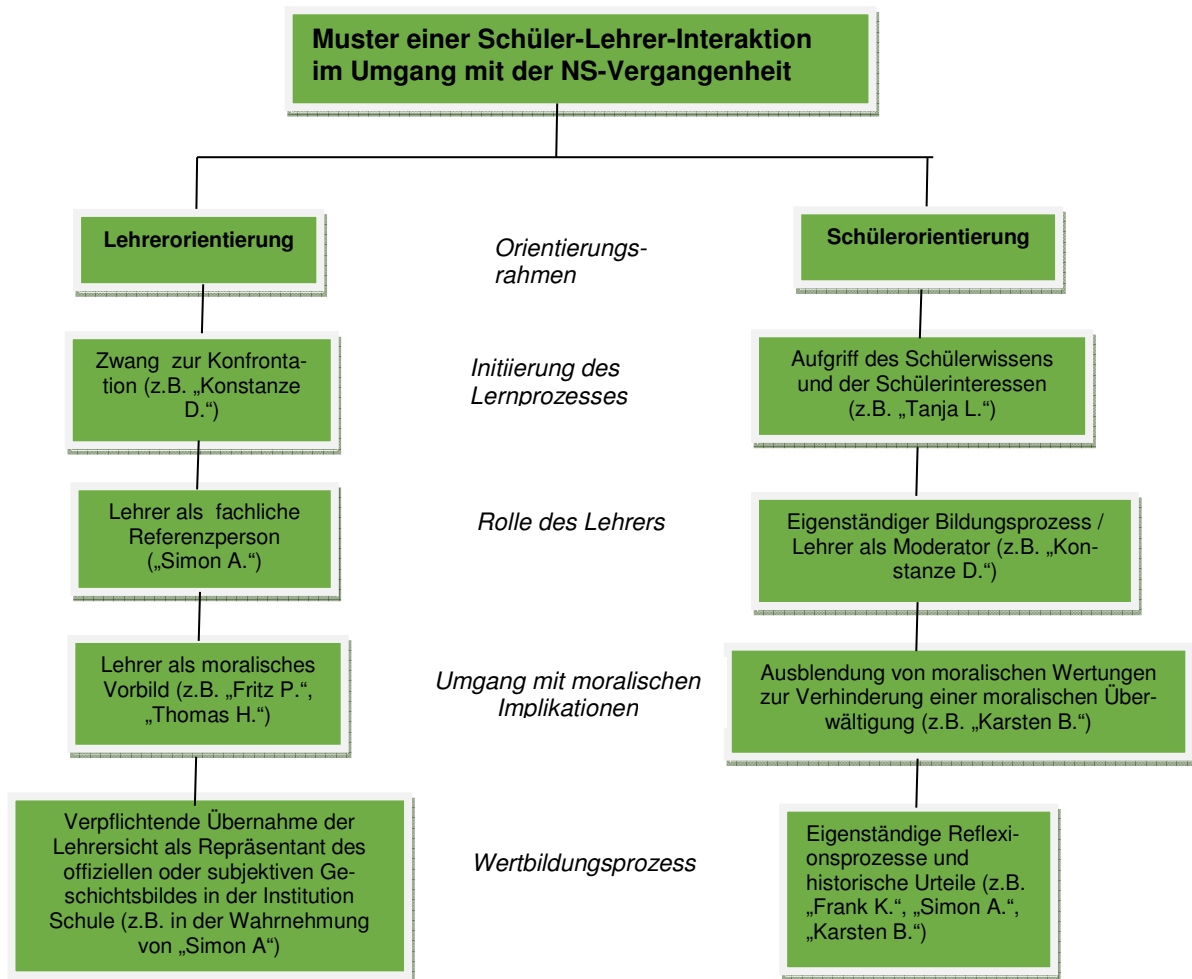 Muster einer Schüler-Lehrer-Interaktion
im Umgang mit der NS-Vergangenheit
Lehrerorientierung
Orientierungs-
rahmen
Schülerorientierung
Zwang zur Konfronta-
tion (z.B. „Konstanze
D.“)
Initiierung des
Lernprozesses
Aufgriff des Schülerwissens
und der Schülerinteressen
(z.B. „Tanja L.“)
Lehrer als fachliche
Referenzperson
(„Simon A.“)
Rolle des Lehrers
Eigenständiger Bildungsprozess /
Lehrer als Moderator (z.B. „Kon-
stanze D.“)
Lehrer als moralisches
Vorbild (z.B. „Fritz P.“,
„Thomas H.“)
Umgang mit moralischen
Implikationen
Ausblendung von moralischen Wertungen
zur Verhinderung einer moralischen Über-
wältigung (z.B. „Karsten B.“)
Verpflichtende Übernahme der
Lehrersicht als Repräsentant des
offiziellen oder subjektiven Ge-
schichtsbildes in der Institution
Schule (z.B. in der Wahrnehmung
von „Simon A“)
Wertbildungsprozess
Eigenständige Reflexi-
onsprozesse und
historische Urteile (z.B.
„Frank K.“, „Simon A.“,
„Karsten B.“)